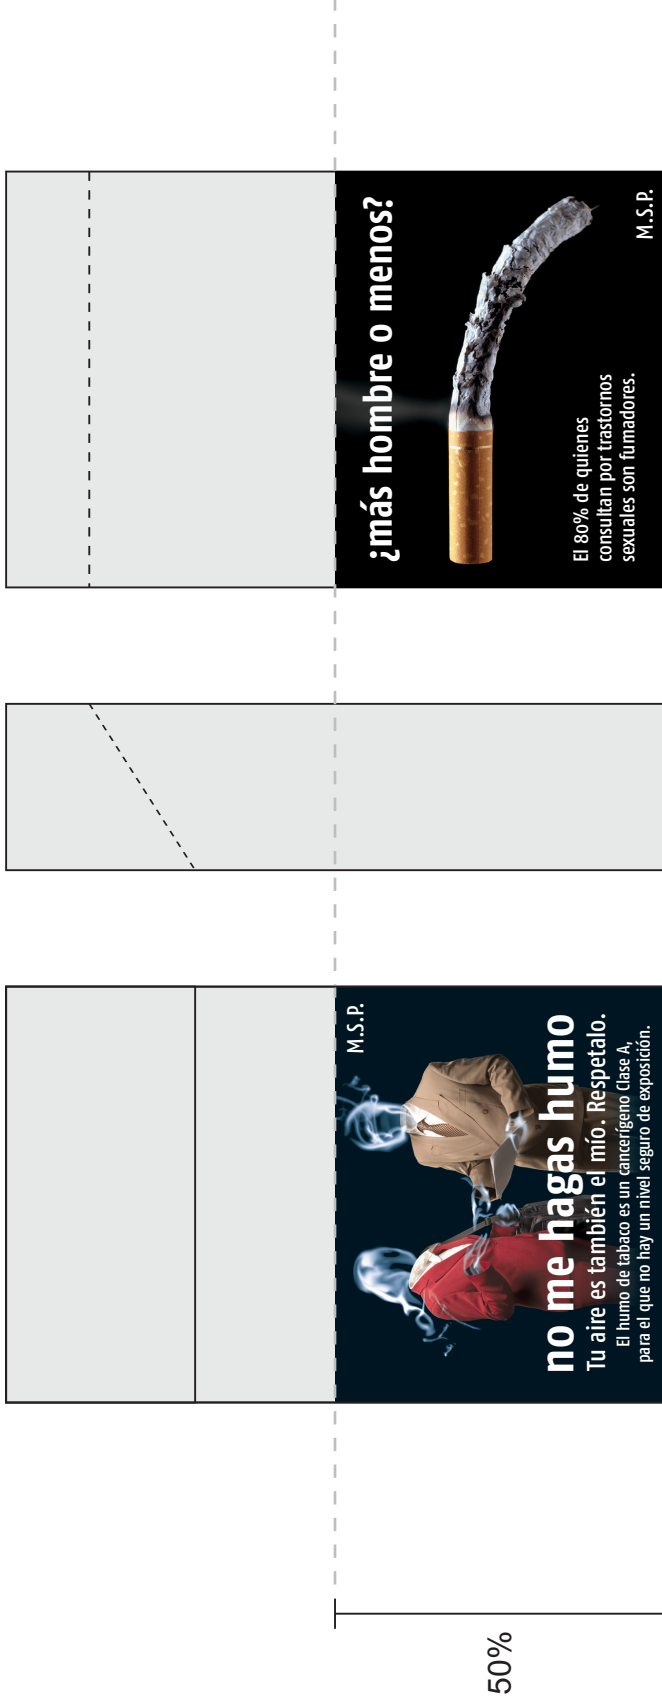 50%
M.S.P.
no me hagas humo
Tu aire es también el mío. Respetalo.
El humo de tabaco es un cancerígeno Clase A,
para el que no hay un nivel seguro de exposición.
¿más hombre o menos?
El 80% de quienes
consultan por trastornos
sexuales son fumadores.
M.S.P.